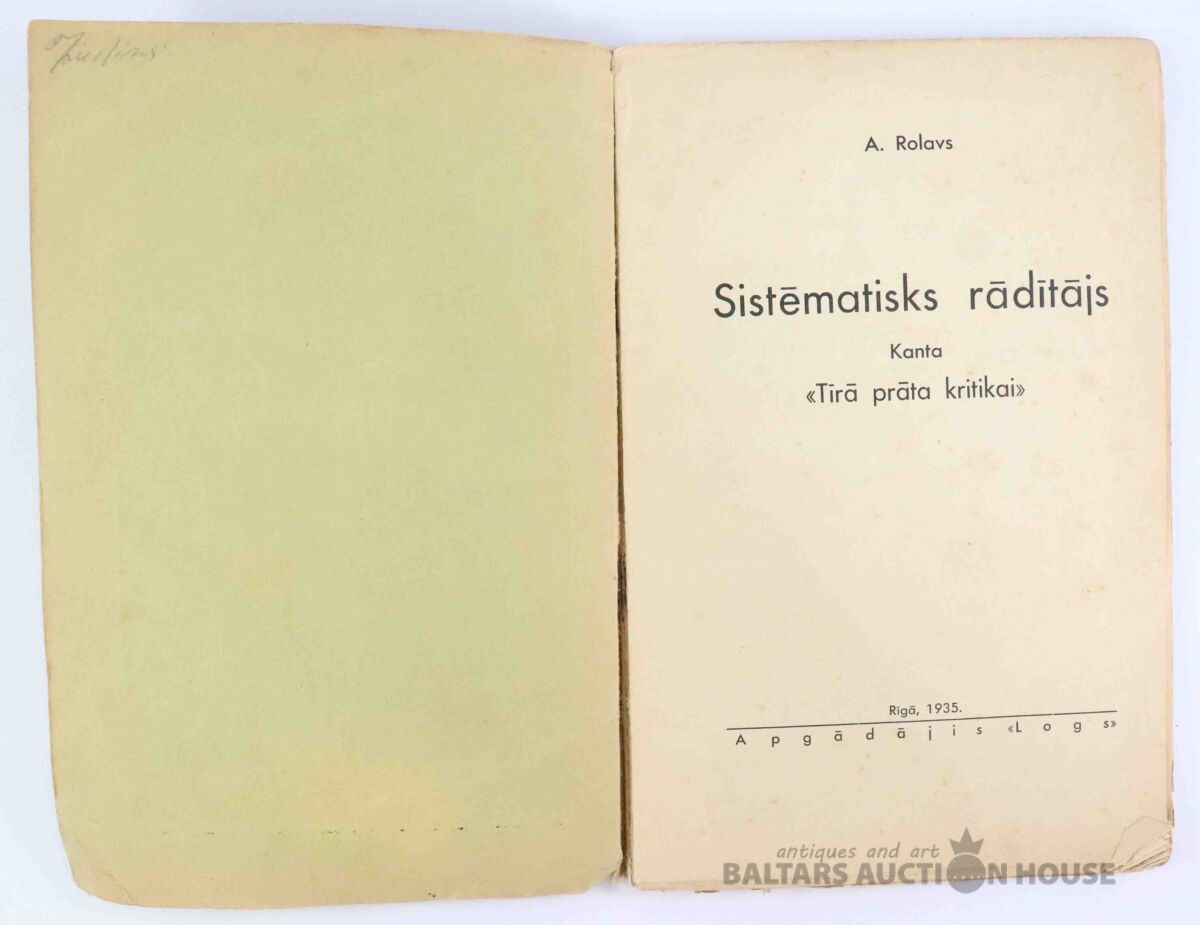 A. Rolavs
Sistēmatisks rādītājs
Kanta
«Tīrā prāta kritikai»
Rīgā, 1935.
Apgādājis «Logs»
antiques and art
BALTARS AUCTION HOUSE